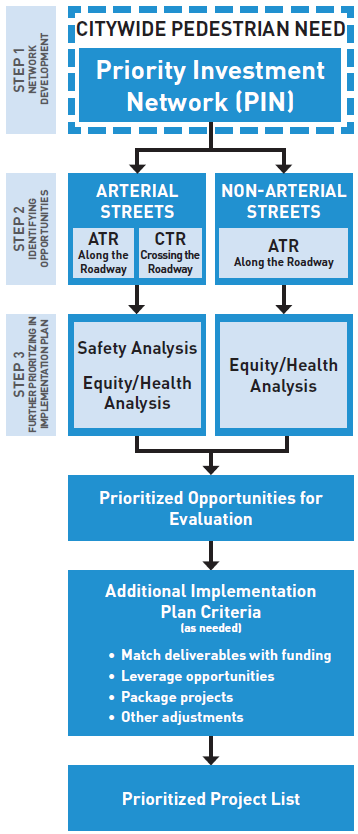 STEP 1
NETWORK
DEVELOPMENT
CITYWIDE PEDESTRIAN NEED
Priority Investment
Network (PIN)
STEP 2
IDENTIFYING
OPPORTUNITIES
ARTERIAL
STREETS
ATR
Along the
Roadway
CTR
Crossing the
Roadway
NON-ARTERIAL
STREETS
ATR
Along the Roadway
STEP 3
FURTHER PRIORITIZING IN
IMPLEMENTATION PLAN
Safety Analysis
Equity/Health
Analysis
Equity/Health
Analysis
Prioritized Opportunities for
Evaluation
Additional Implementation
Plan Criteria
(as needed)
• Match deliverables with funding
• Leverage opportunities
• Package projects
• Other adjustments
Prioritized Project List